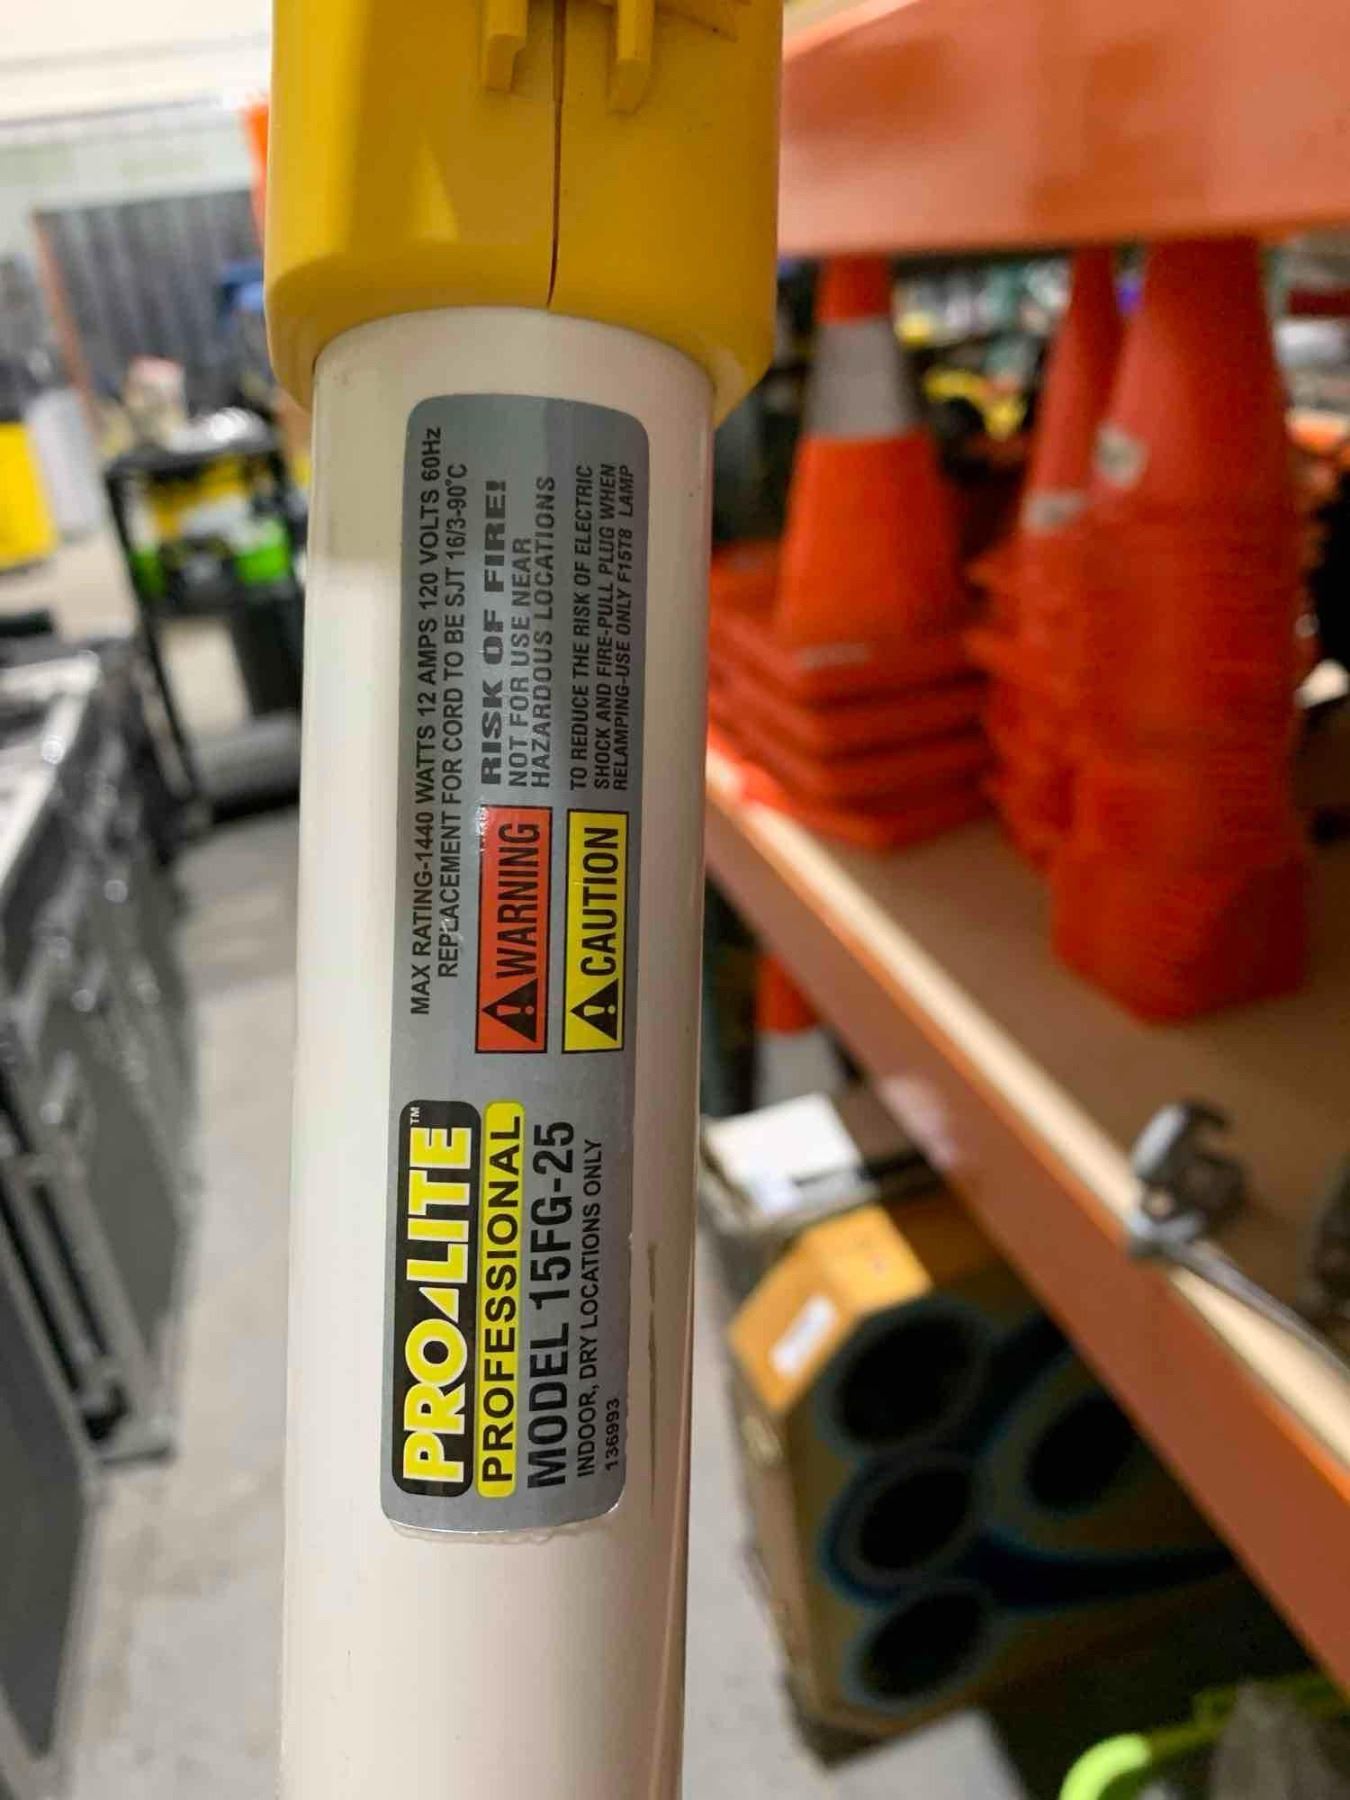 PRO LITE™
PROFESSIONAL
MODEL 15FG-25
INDOOR, DRY LOCATIONS ONLY
136993
MAX RATING-1440 WATTS 12 AMPS 120 VOLTS 60Hz
REPLACEMENT FOR CORD TO BE SJT 16/3-90°C
WARNING
RISK OF FIRE!
NOT FOR USE NEAR
HAZARDOUS LOCATIONS
CAUTION
TO REDUCE THE RISK OF ELECTRIC
SHOCK AND FIRE-PULL PLUG WHEN
RELAMPING-USE ONLY F15T8 LAMP